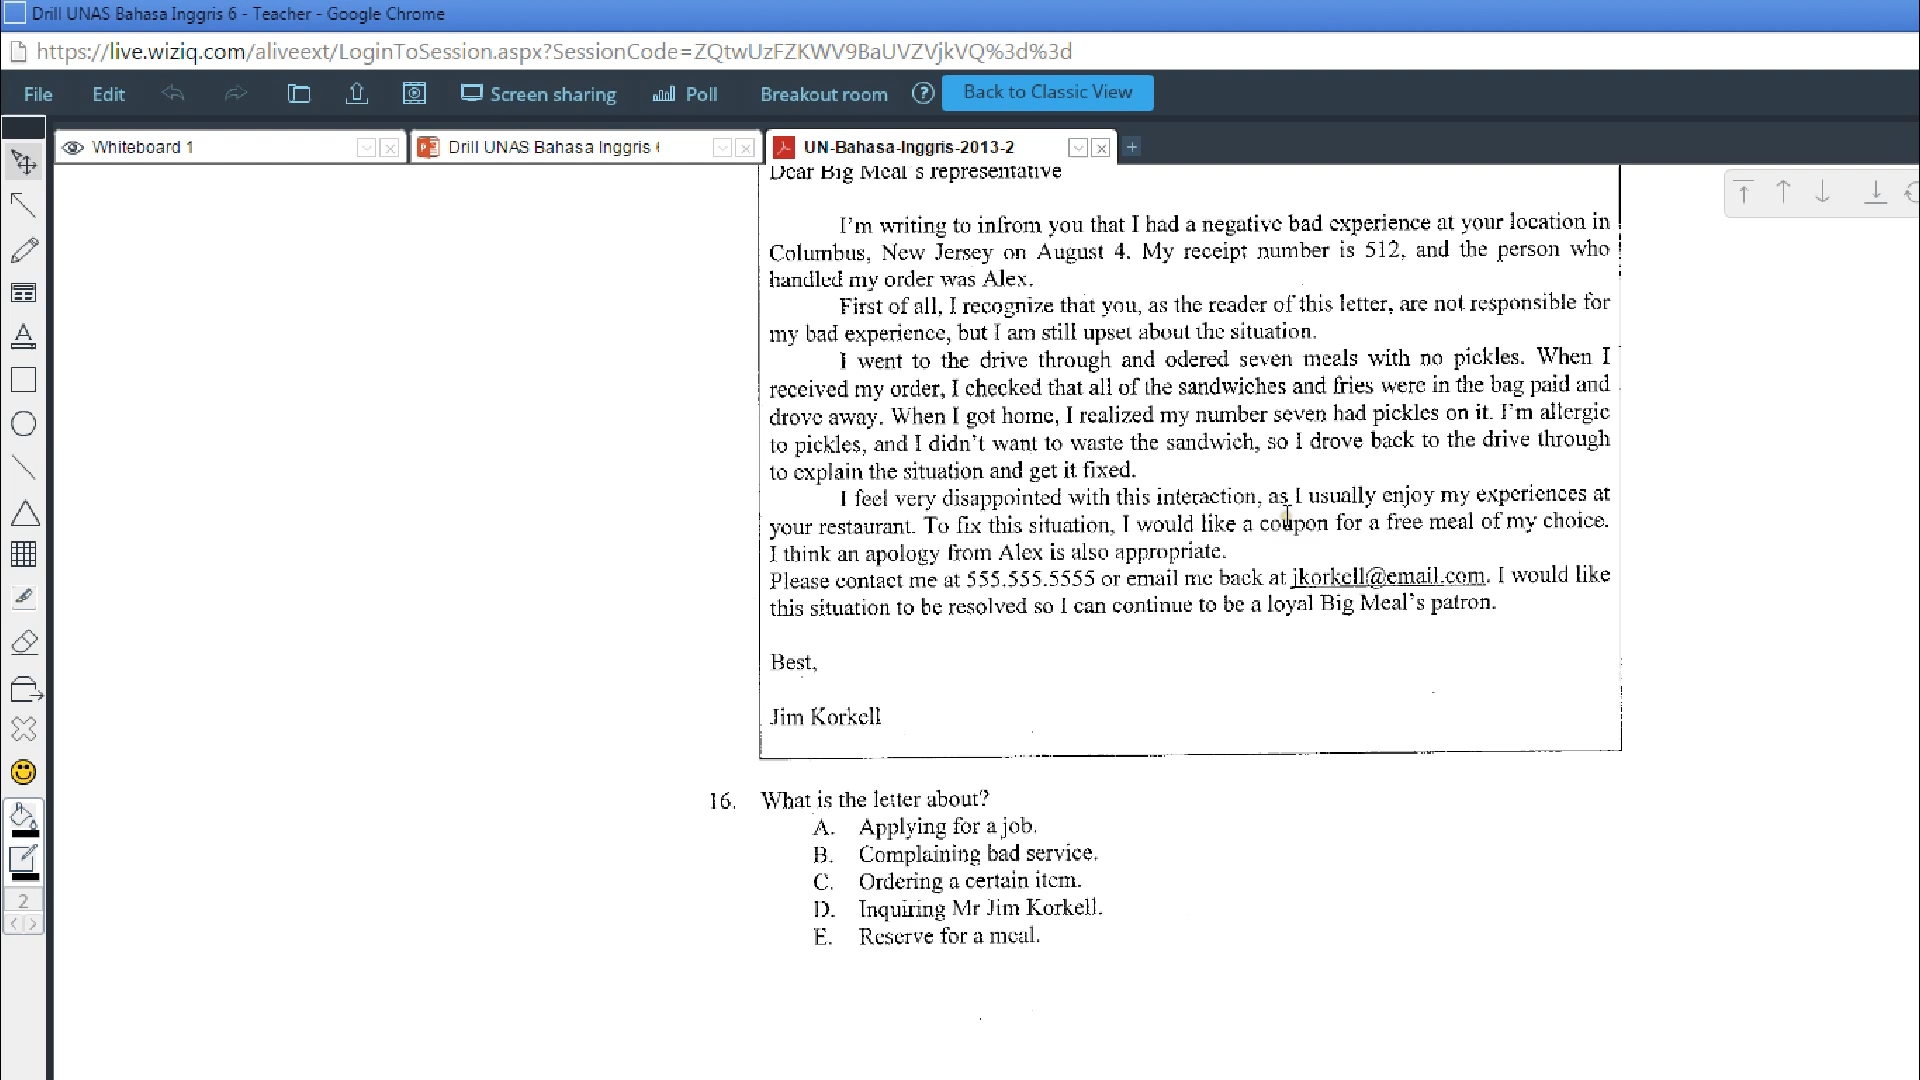 Drill UNAS Bahasa Inggris 6 - Teacher - Google Chrome
https://live.wiziq.com/aliveext/LoginToSession.aspx?SessionCode=ZQtwUzFZKWV9BaUVZVjkVQ%3d%3d
File Edit Screen sharing Poll Breakout room ? Back to Classic View
Whiteboard 1 Drill UNAS Bahasa Inggris UN-Bahasa-Inggris-2013-2
Dear Big Meal's representative
I'm writing to infrom you that I had a negative bad experience at your location in
Columbus, New Jersey on August 4. My receipt number is 512, and the person who
handled my order was Alex.
First of all, I recognize that you, as the reader of this letter, are not responsible for
my bad experience, but I am still upset about the situation.
I went to the drive through and odered seven meals with no pickles. When I
received my order, I checked that all of the sandwiches and fries were in the bag paid and
drove away. When I got home, I realized my number seven had pickles on it. I'm allergic
to pickles, and I didn't want to waste the sandwich, so I drove back to the drive through
to explain the situation and get it fixed.
I feel very disappointed with this interaction, as I usually enjoy my experiences at
your restaurant. To fix this situation, I would like a coupon for a free meal of my choice.
I think an apology from Alex is also appropriate.
Please contact me at 555.555.5555 or email me back at jkorkell@email.com. I would like
this situation to be resolved so I can continue to be a loyal Big Meal's patron.
Best,
Jim Korkell
16. What is the letter about?
A. Applying for a job.
B. Complaining bad service.
C. Ordering a certain item.
D. Inquiring Mr Jim Korkell.
E. Reserve for a meal.
2